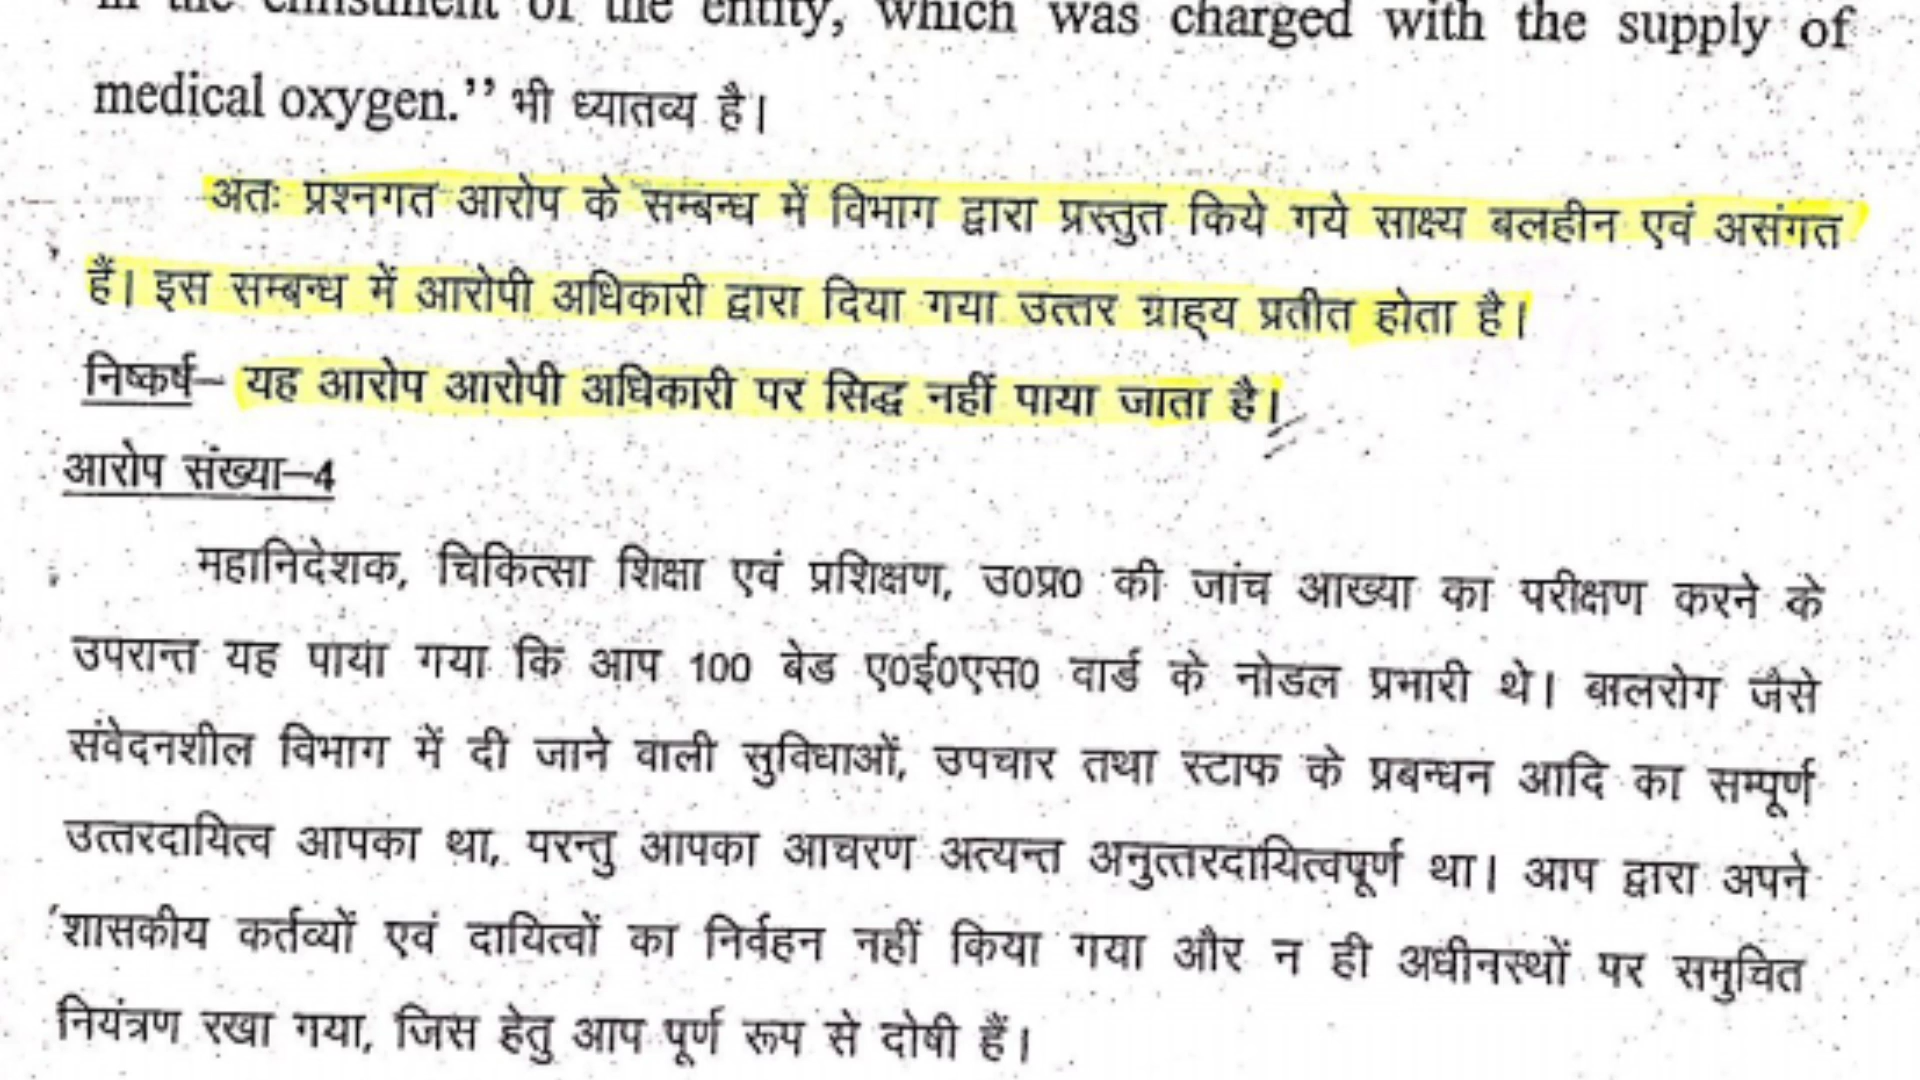 in the enlistment of the entity, which was charged with the supply of
medical oxygen.’’ भी ध्यातव्य है।
अतः प्रश्नगत आरोप के सम्बन्ध में विभाग द्वारा प्रस्तुत किये गये साक्ष्य बलहीन एवं असंगत
हैं। इस सम्बन्ध में आरोपी अधिकारी द्वारा दिया गया उत्तर ग्राह्य प्रतीत होता है।
निष्कर्ष– यह आरोप आरोपी अधिकारी पर सिद्ध नहीं पाया जाता है।
आरोप संख्या–4
महानिदेशक, चिकित्सा शिक्षा एवं प्रशिक्षण, उ0प्र0 की जांच आख्या का परीक्षण करने के
उपरान्त यह पाया गया कि आप 100 बेड ए0ई0एस0 वार्ड के नोडल प्रभारी थे। बालरोग जैसे
संवेदनशील विभाग में दी जाने वाली सुविधाओं, उपचार तथा स्टाफ के प्रबन्धन आदि का सम्पूर्ण
उत्तरदायित्व आपका था, परन्तु आपका आचरण अत्यन्त अनुत्तरदायित्वपूर्ण था। आप द्वारा अपने
शासकीय कर्तव्यों एवं दायित्वों का निर्वहन नहीं किया गया और न ही अधीनस्थों पर समुचित
नियंत्रण रखा गया, जिस हेतु आप पूर्ण रूप से दोषी हैं।